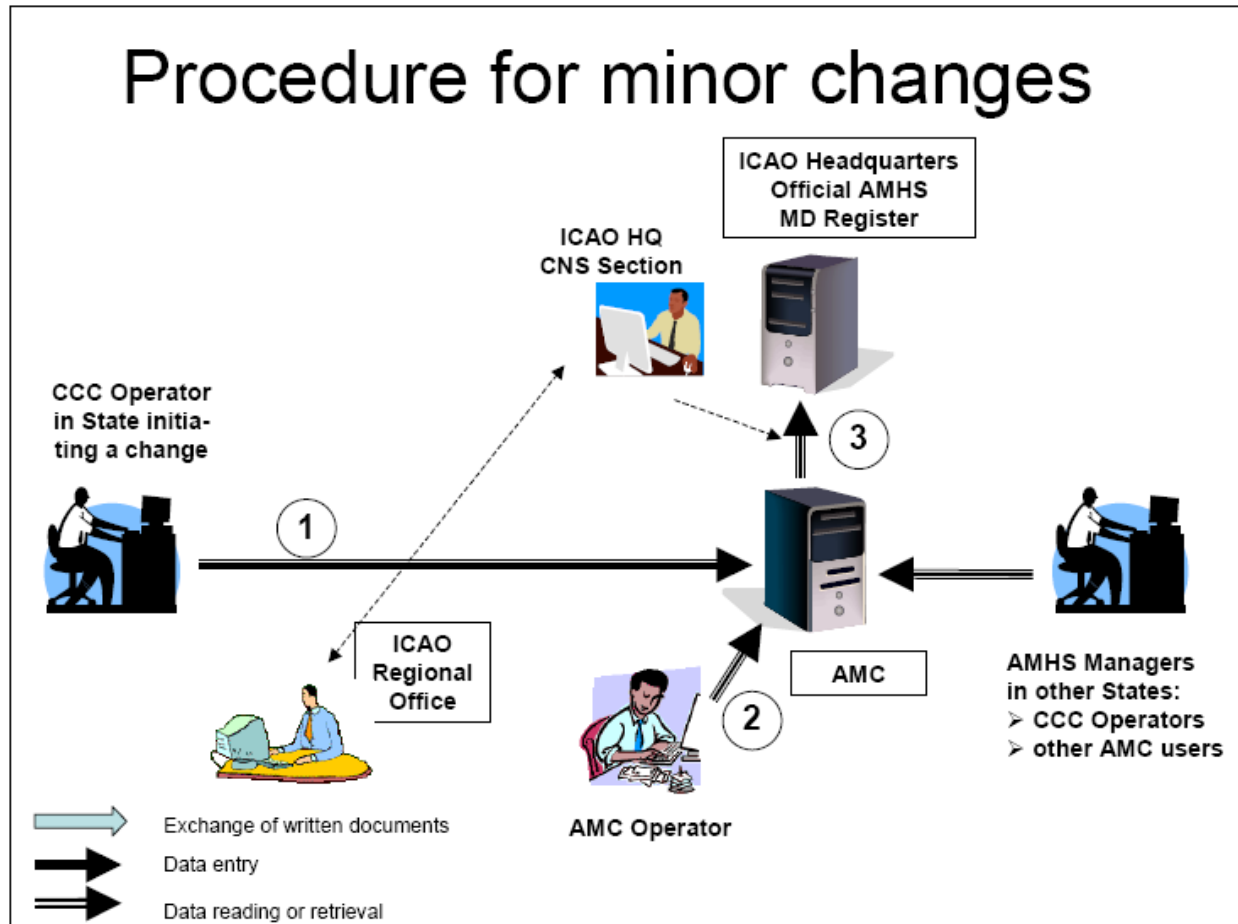 Procedure for minor changes
ICAO Headquarters
Official AMHS
MD Register
ICAO HQ
CNS Section
CCC Operator
in State initia-
ting a change
3
1
ICAO
Regional
Office
AMC
2
AMHS Managers
in other States:
➢ CCC Operators
➢ other AMC users
AMC Operator
Exchange of written documents
Data entry
Data reading or retrieval